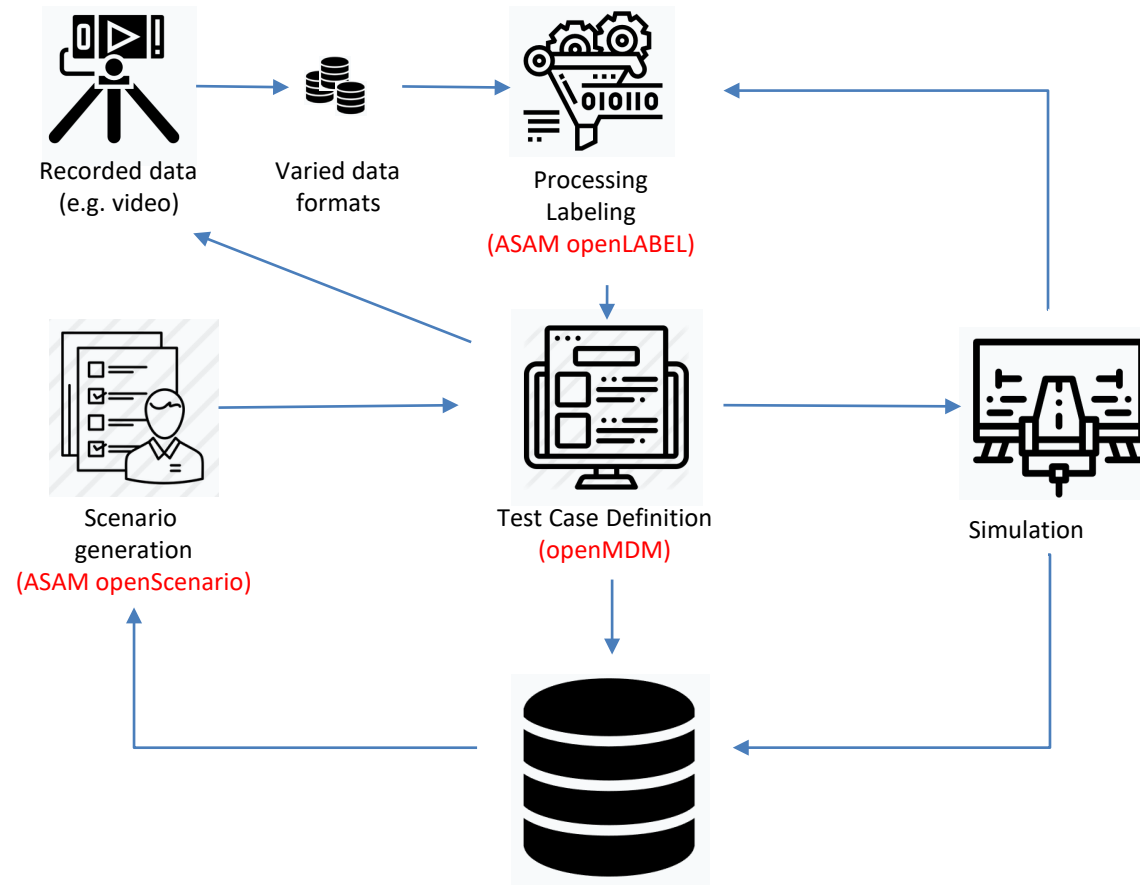 010110
Recorded data
(e.g. video)
Varied data
formats
Processing
Labeling
(ASAM openLABEL)
Scenario
generation
(ASAM openScenario)
Test Case Definition
(openMDM)
Simulation